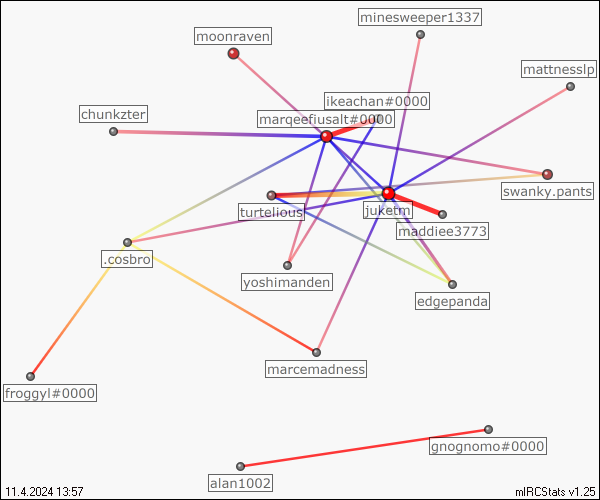 minesweeper1337
moonraven
mattnesslp
ikeachan#0000
chunkzter
marqeefiusalt#0000
swanky.pants
turtelious
jukefm
maddiee3773
.cosbro
yoshimanden
edgepanda
marcemadness
froggyl#0000
gnognomo#0000
alan1002
11.4.2024 13:57
mIRCStats v1.25